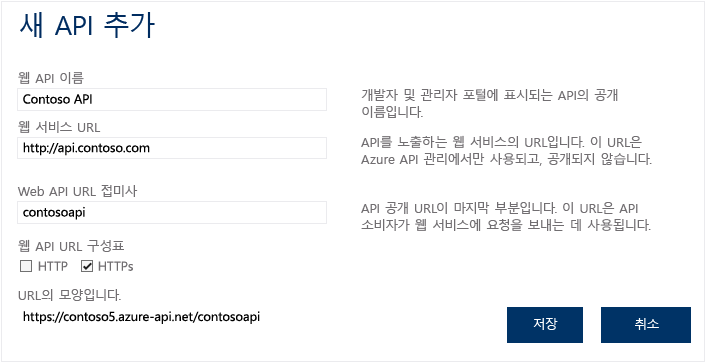 새 API 추가
웹 API 이름
Contoso API
개발자 및 관리자 포털에 표시되는 API의 공개
이름입니다.
웹 서비스 URL
http://api.contoso.com
API를 노출하는 웹 서비스의 URL입니다. 이 URL은
Azure API 관리에서만 사용되고, 공개되지 않습니다.
Web API URL 접미사
contosoapi
API 공개 URL이 마지막 부분입니다. 이 URL은 API
소비자가 웹 서비스에 요청을 보내는 데 사용됩니다.
웹 API URL 구성표
HTTP HTTPs
URL의 모양입니다.
https://contoso5.azure-api.net/contosoapi
저장 취소